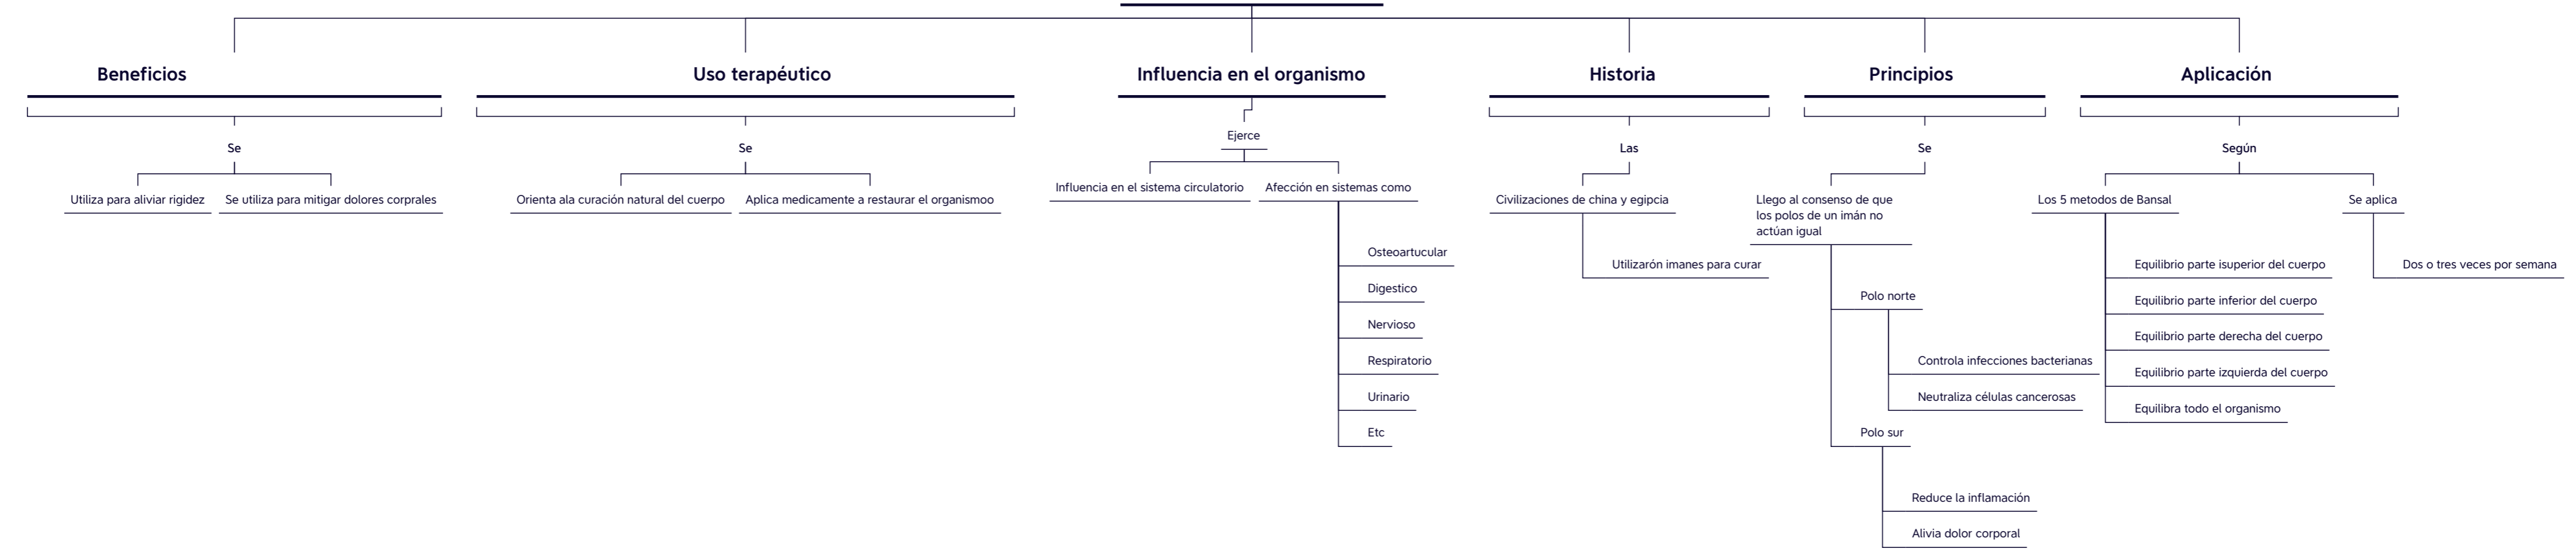 Beneficios
Uso terapéutico
Influencia en el organismo
Historia
Principios
Aplicación
Se
Utiliza para aliviar rigidez
Se utiliza para mitigar dolores corprales
Se
Orienta ala curación natural del cuerpo
Aplica medicamente a restaurar el organismoo
Ejerce
Influencia en el sistema circulatorio
Afección en sistemas como
Osteoartucular
Digestico
Nervioso
Respiratorio
Urinario
Etc
Las
Civilizaciones de china y egipcia
Utilizarón imanes para curar
Se
Llego al consenso de que
los polos de un imán no
actúan igual
Polo norte
Controla infecciones bacterianas
Neutraliza células cancerosas
Polo sur
Reduce la inflamación
Alivia dolor corporal
Según
Los 5 metodos de Bansal
Equilibrio parte isuperior del cuerpo
Equilibrio parte inferior del cuerpo
Equilibrio parte derecha del cuerpo
Equilibrio parte izquierda del cuerpo
Equilibra todo el organismo
Se aplica
Dos o tres veces por semana